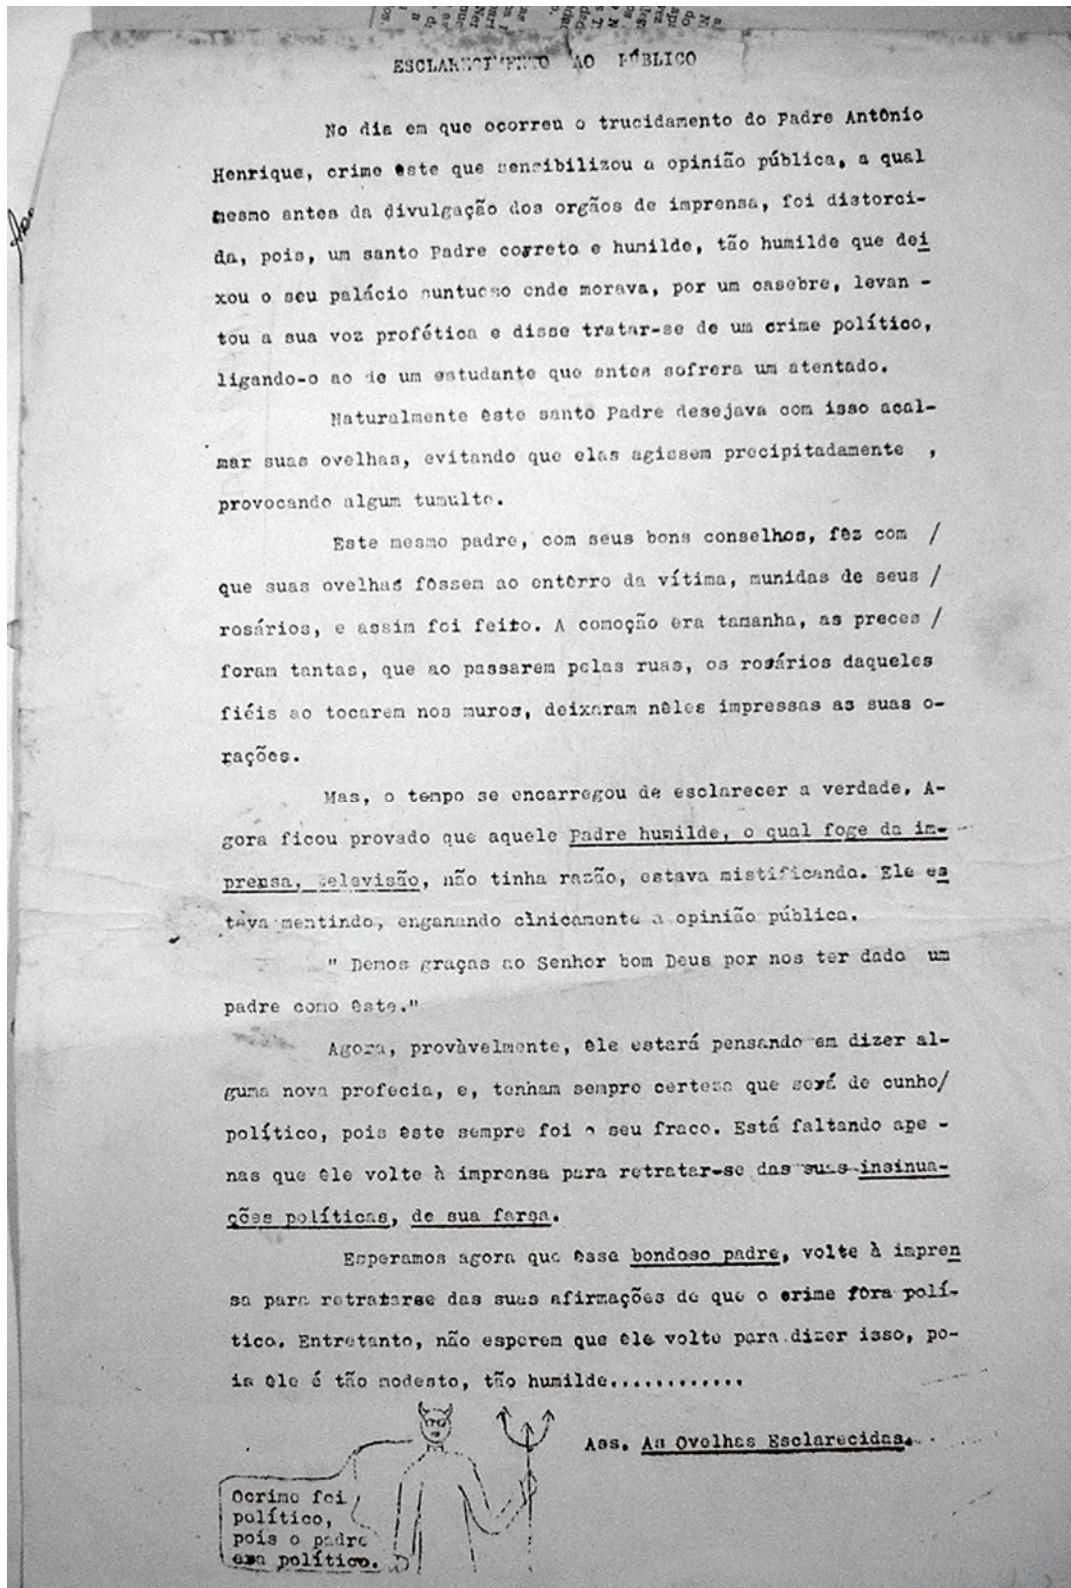 ESCLARECIMENTO AO PÚBLICO
No dia em que ocorreu o trucidamento do Padre Antônio
Henrique, crime êste que sensibilizou a opinião pública, a qual
mesmo antes da divulgação dos orgãos de imprensa, foi distorci-
da, pois, um santo Padre correto e humilde, tão humilde que dei
xou o seu palácio suntuoso onde morava, por um casebre, levan -
tou a sua voz profética e disse tratar-se de um crime político,
ligando-o ao de um estudante que antes sofrera um atentado.
Naturalmente êste santo Padre desejava com isso acal-
mar suas ovelhas, evitando que elas agissem precipitadamente ,
provocando algum tumulto.
Este mesmo padre, com seus bons conselhos, fêz com /
que suas ovelhas fôssem ao entêrro da vítima, munidas de seus /
rosários, e assim foi feito. A comoção era tamanha, as preces /
foram tantas, que ao passarem pelas ruas, os rosários daqueles
fiéis ao tocarem nos muros, deixaram nêles impressas as suas o-
rações.
Mas, o tempo se encarregou de esclarecer a verdade. A-
gora ficou provado que aquele Padre humilde, o qual foge da im-
prensa, televisão, não tinha razão, estava mistificando. Ele es
tava mentindo, enganando cìnicamente a opinião pública.
" Demos graças ao Senhor bom Deus por nos ter dado um
padre como êste."
Agora, provàvelmente, êle estará pensando em dizer al-
guma nova profecia, e, tenham sempre certeza que será de cunho/
político, pois êste sempre foi o seu fraco. Está faltando ape -
nas que êle volte à imprensa para retratar-se das suas insinua-
ções políticas, de sua farsa.
Esperamos agora que êsse bondoso padre, volte à impren
sa para retratarse das suas afirmações de que o crime fôra polí-
tico. Entretanto, não esperem que êle volte para dizer isso, po-
is êle é tão modesto, tão humilde............
Ass. As Ovelhas Esclarecidas.
Ocrime foi
político,
pois o padre
era político.